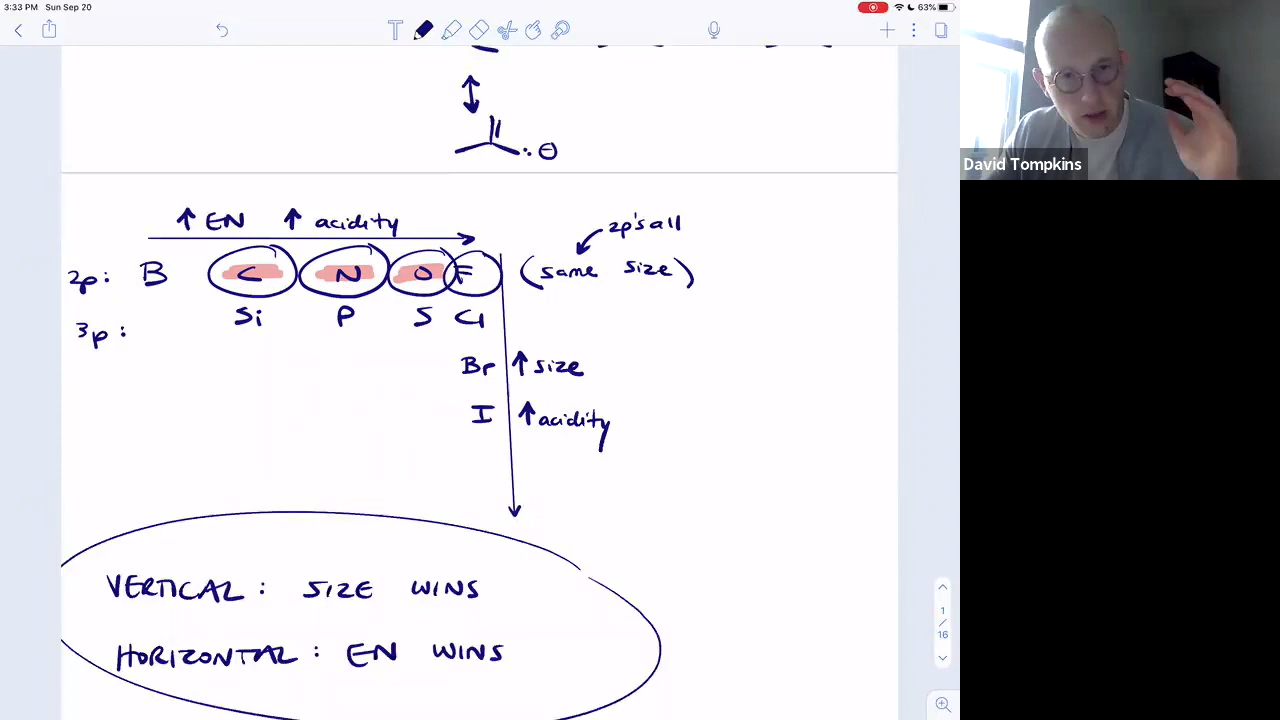 3:33 PM Sun Sep 20
63%
David Tompkins
⊖
↑ EN ↑ acidity
2p's all
2p: B C N O F (same size)
3p: Si P S Cl
Br ↑ size
I ↑ acidity
VERTICAL: SIZE WINS
HORIZONTAL: EN WINS
1
/
16